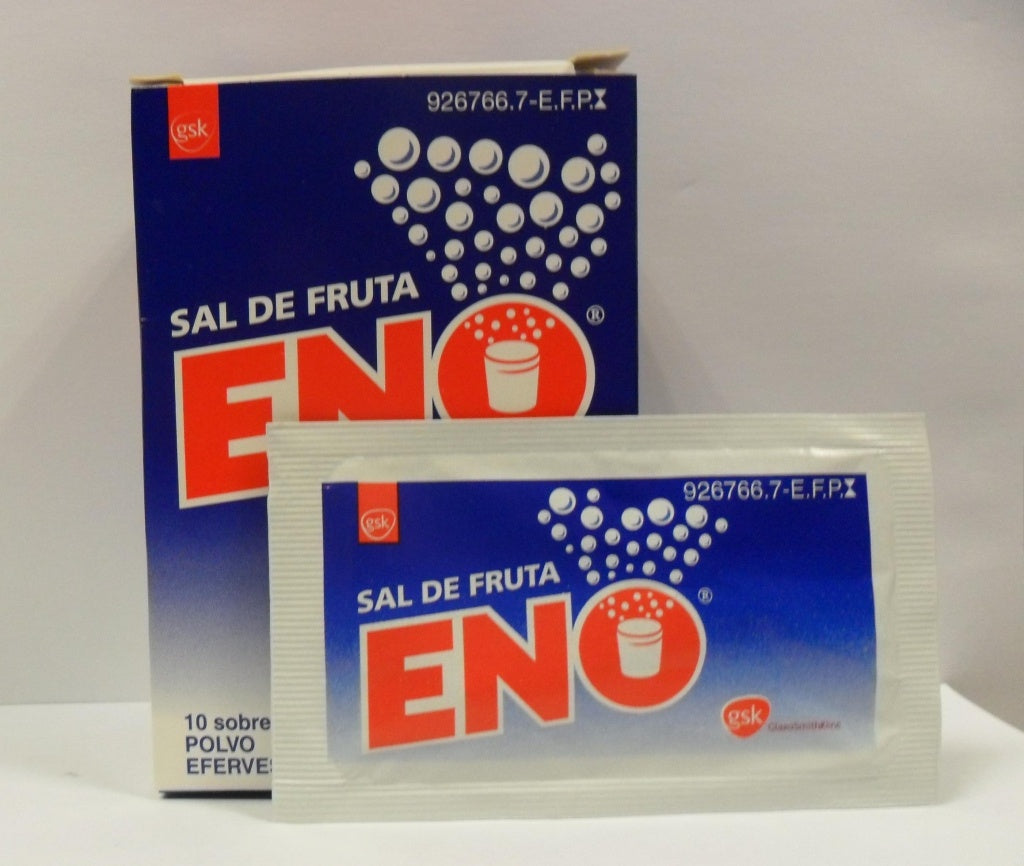 926766.7-E.F.P.
gsk
SAL DE FRUTA
ENO
®
10 sobre
POLVO
EFERVES
926766.7-E.F.P.
gsk
SAL DE FRUTA
ENO
®
gsk GlaxoSmithKline